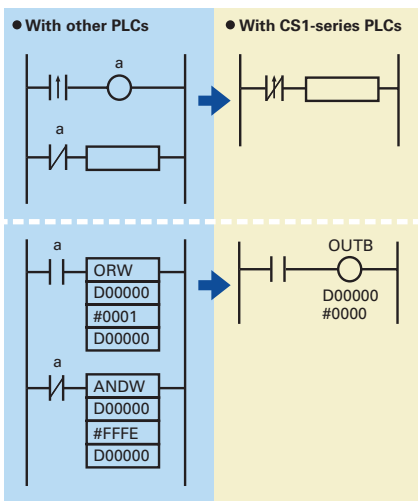 ● With other PLCs
● With CS1-series PLCs
a
a
a
ORW
D00000
#0001
D00000
a
ANDW
D00000
#FFFE
D00000
OUTB
D00000
#0000